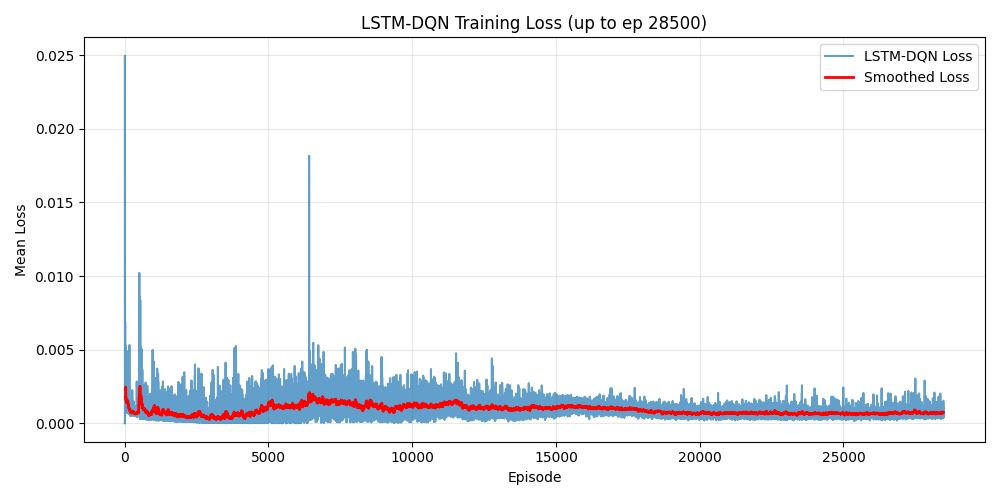 LSTM-DQN Training Loss (up to ep 28500)
LSTM-DQN Loss
Smoothed Loss
Mean Loss
0.025
0.020
0.015
0.010
0.005
0.000
0 5000 10000 15000 20000 25000
Episode